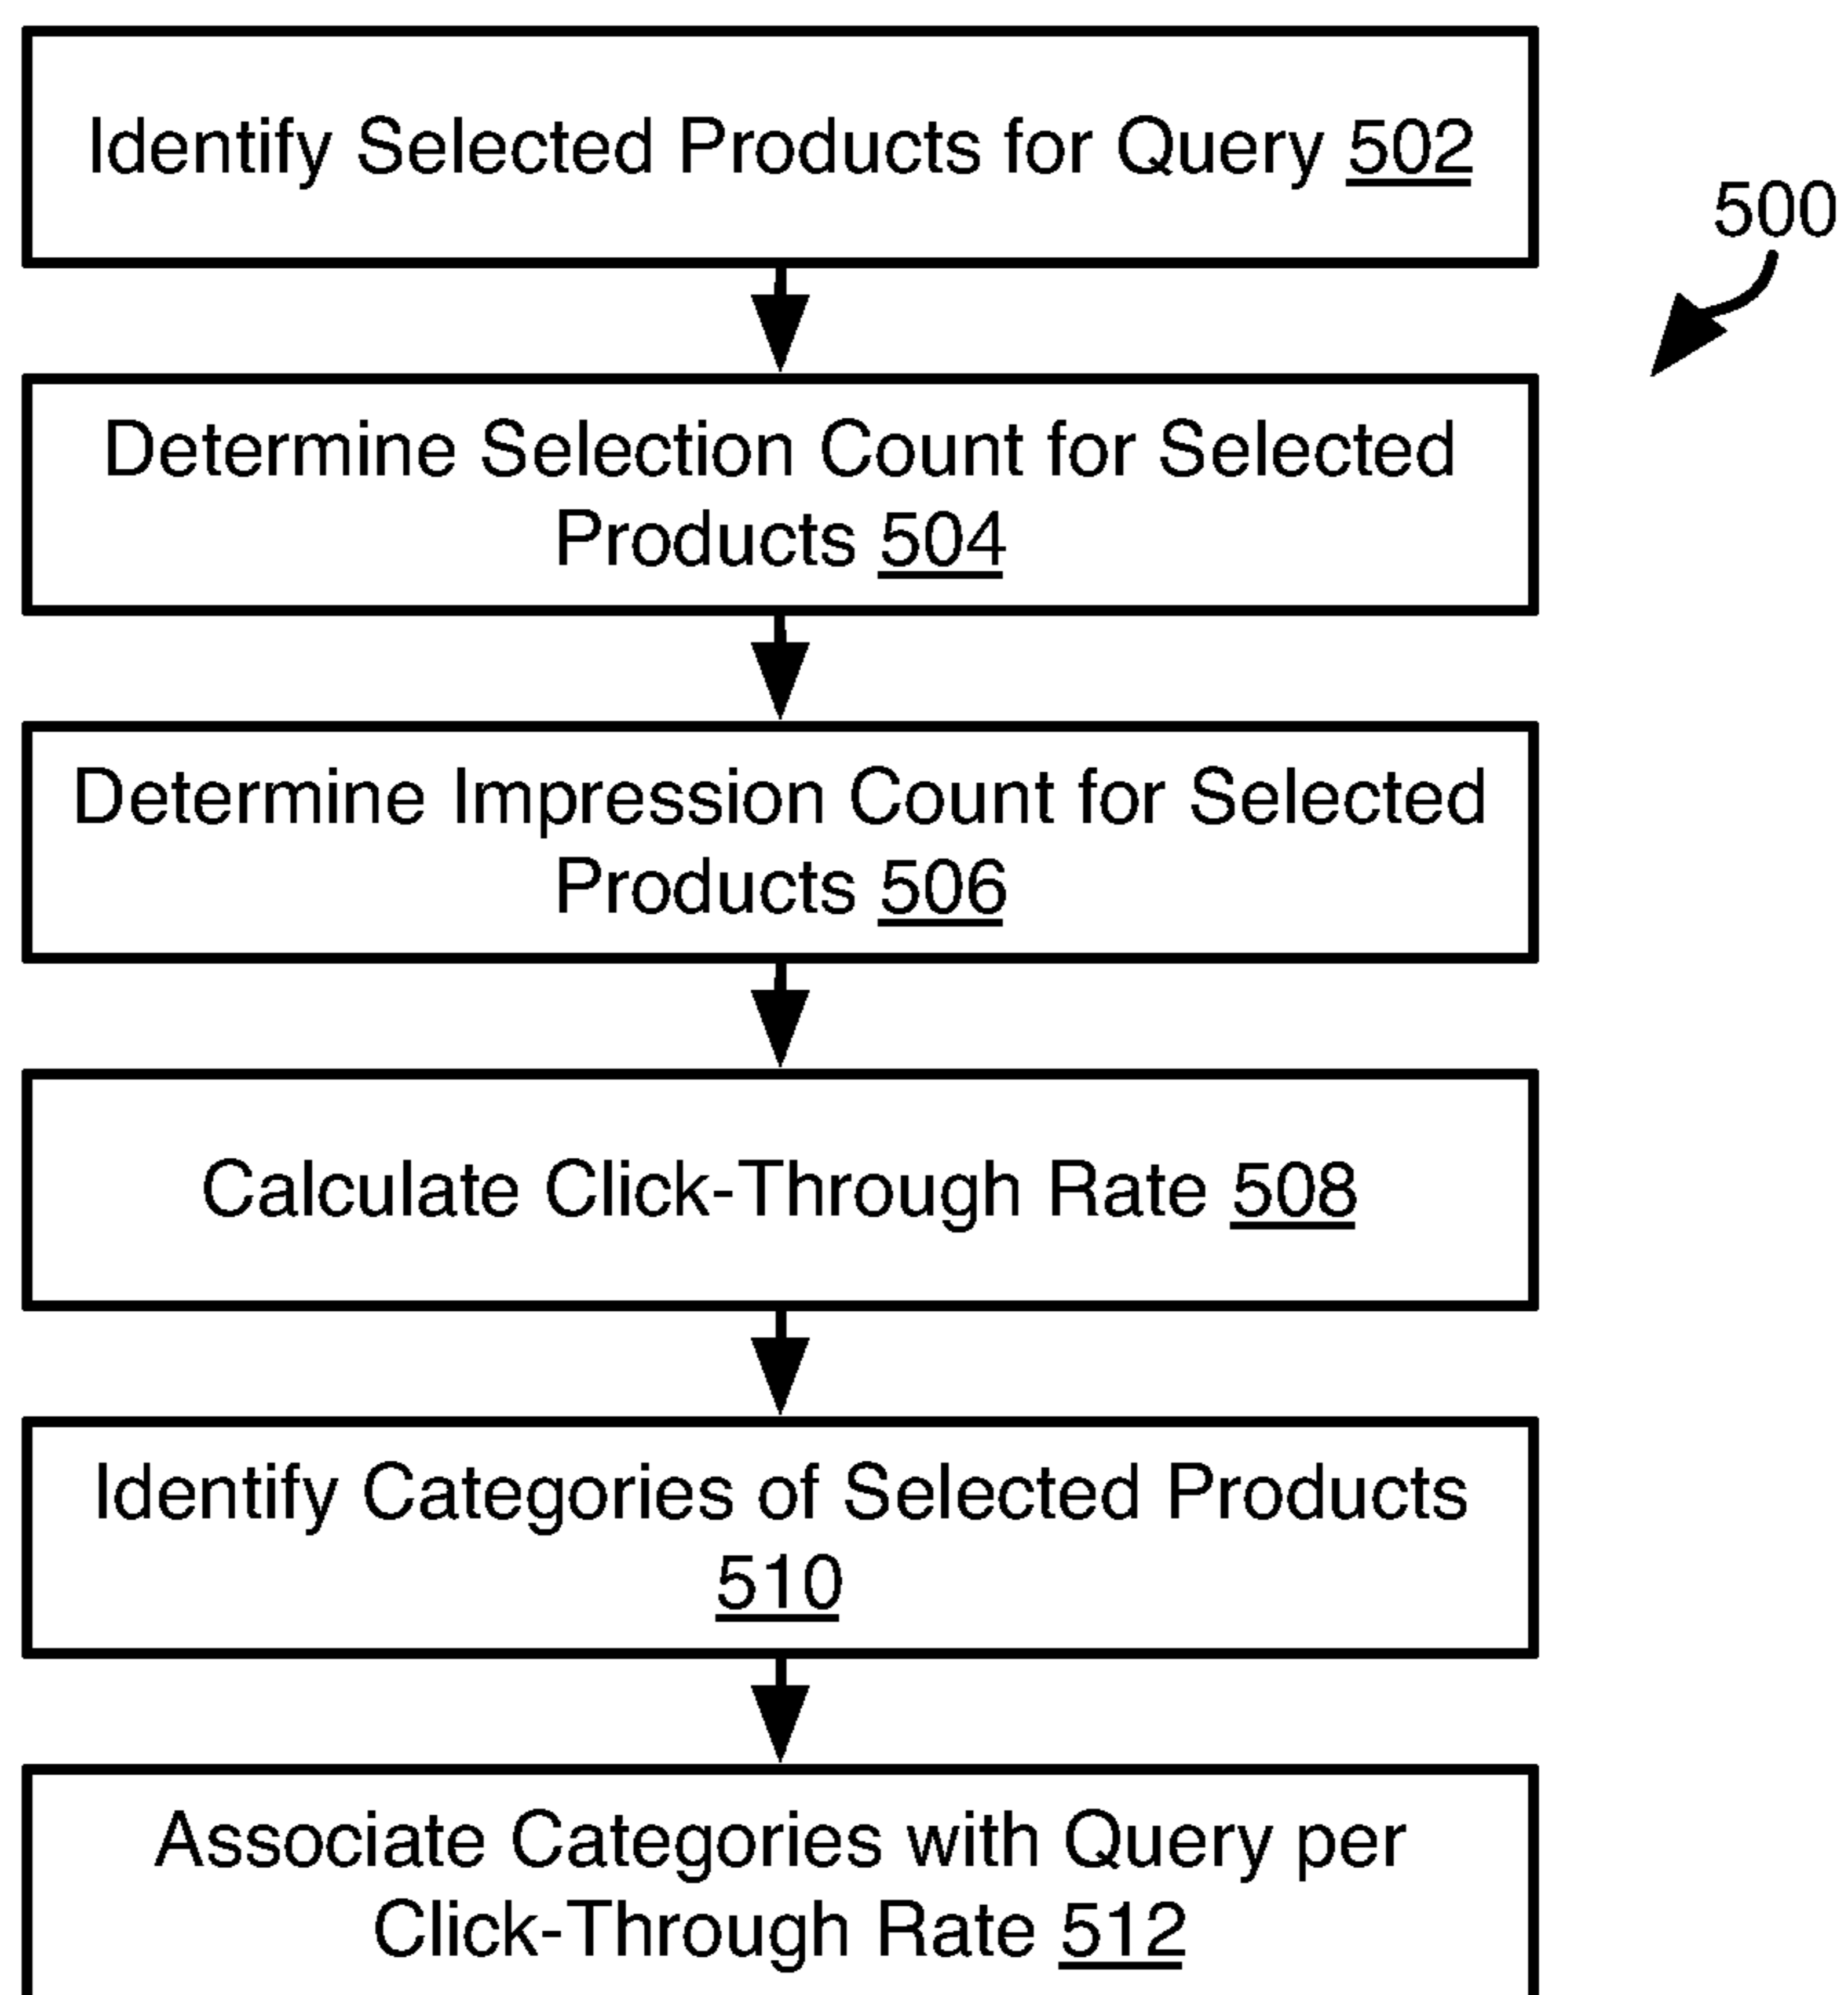 Identify Selected Products for Query 502
500
Determine Selection Count for Selected
Products 504
Determine Impression Count for Selected
Products 506
Calculate Click-Through Rate 508
Identify Categories of Selected Products
510
Associate Categories with Query per
Click-Through Rate 512